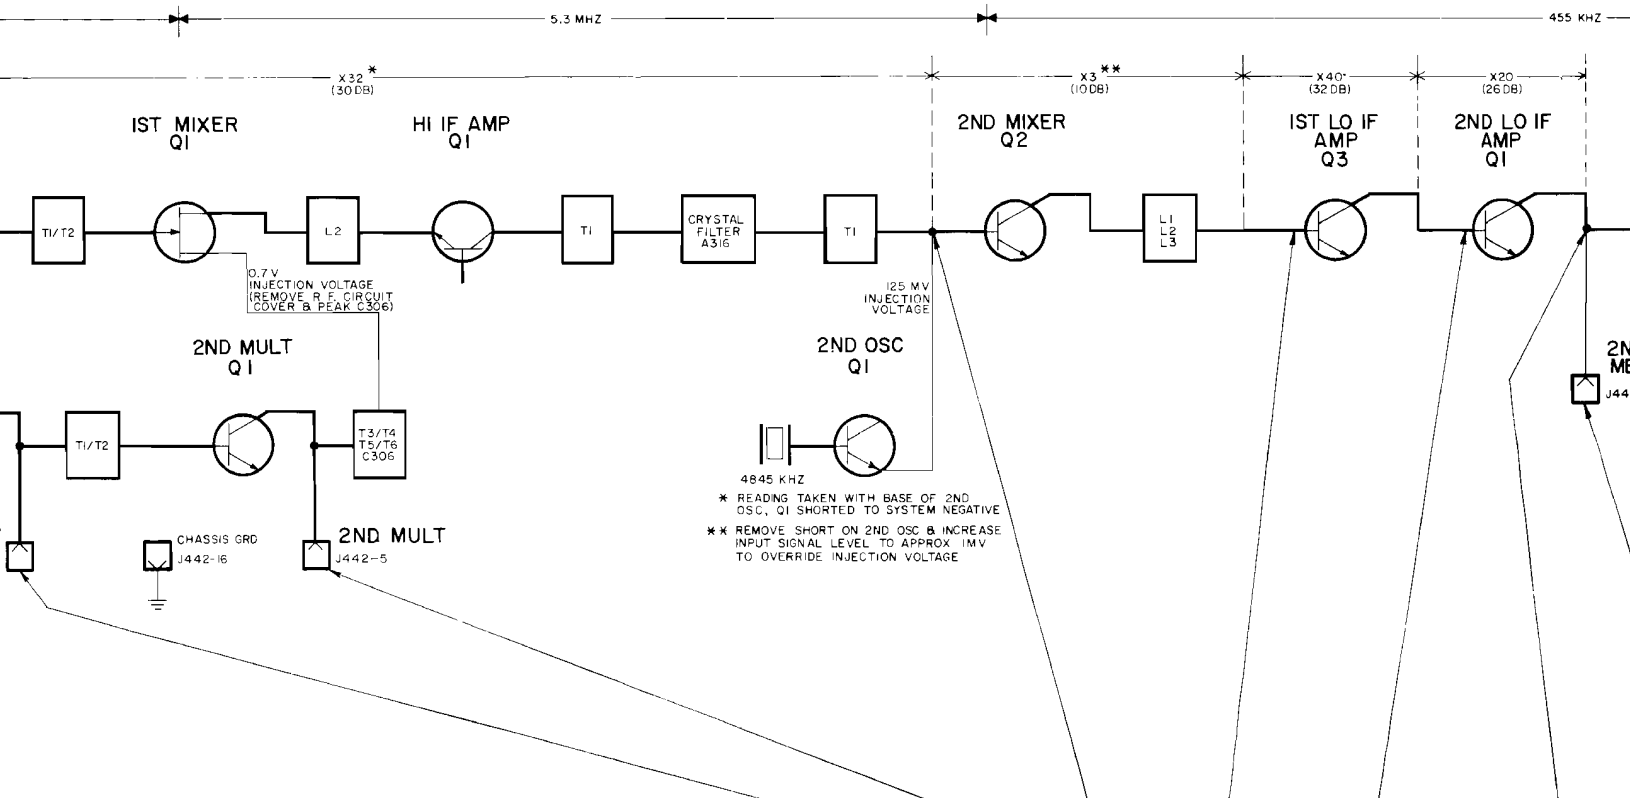 5.3 MHZ
455 KHZ
X32 *
(30 DB)
X3 **
(10 DB)
X40
(32 DB)
X20
(26 DB)
1ST MIXER
Q1
HI IF AMP
Q1
2ND MIXER
Q2
1ST LO IF
AMP
Q3
2ND LO IF
AMP
Q1
T1/T2
L2
T1
CRYSTAL
FILTER
A316
T1
L1
L2
L3
0.7 V
INJECTION VOLTAGE
(REMOVE R.F. CIRCUIT
COVER & PEAK C306)
125 MV
INJECTION
VOLTAGE
2ND MULT
Q1
2ND OSC
Q1
2N
ME
J44
T1/T2
T3/T4
T5/T6
C306
4845 KHZ
* READING TAKEN WITH BASE OF 2ND
OSC, Q1 SHORTED TO SYSTEM NEGATIVE
** REMOVE SHORT ON 2ND OSC & INCREASE
INPUT SIGNAL LEVEL TO APPROX 1MV
TO OVERRIDE INJECTION VOLTAGE
CHASSIS GRD
J442-16
2ND MULT
J442-5